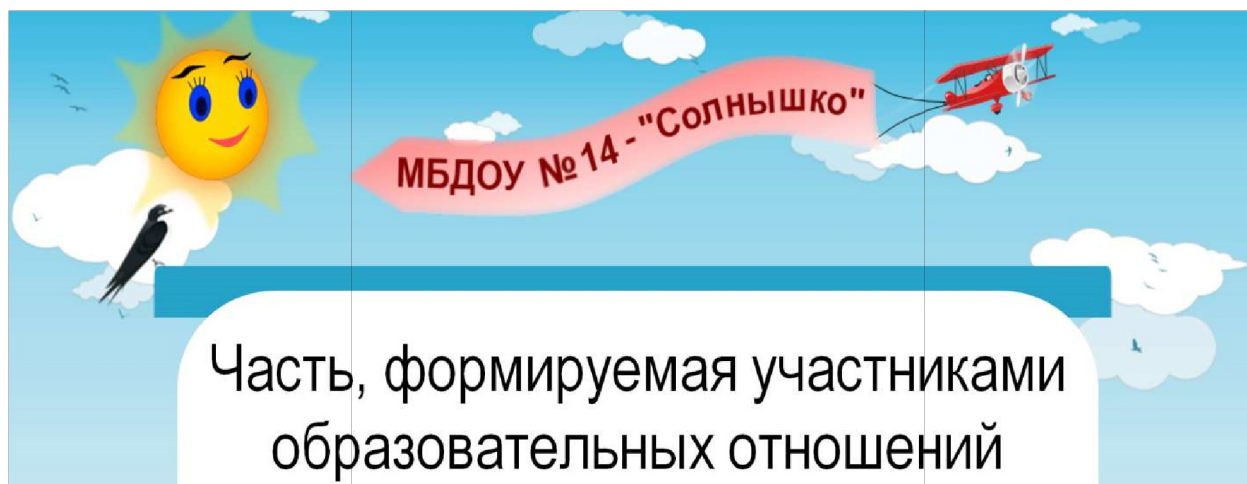 МБДОУ №14 - "Солнышко"
Часть, формируемая участниками
образовательных отношений